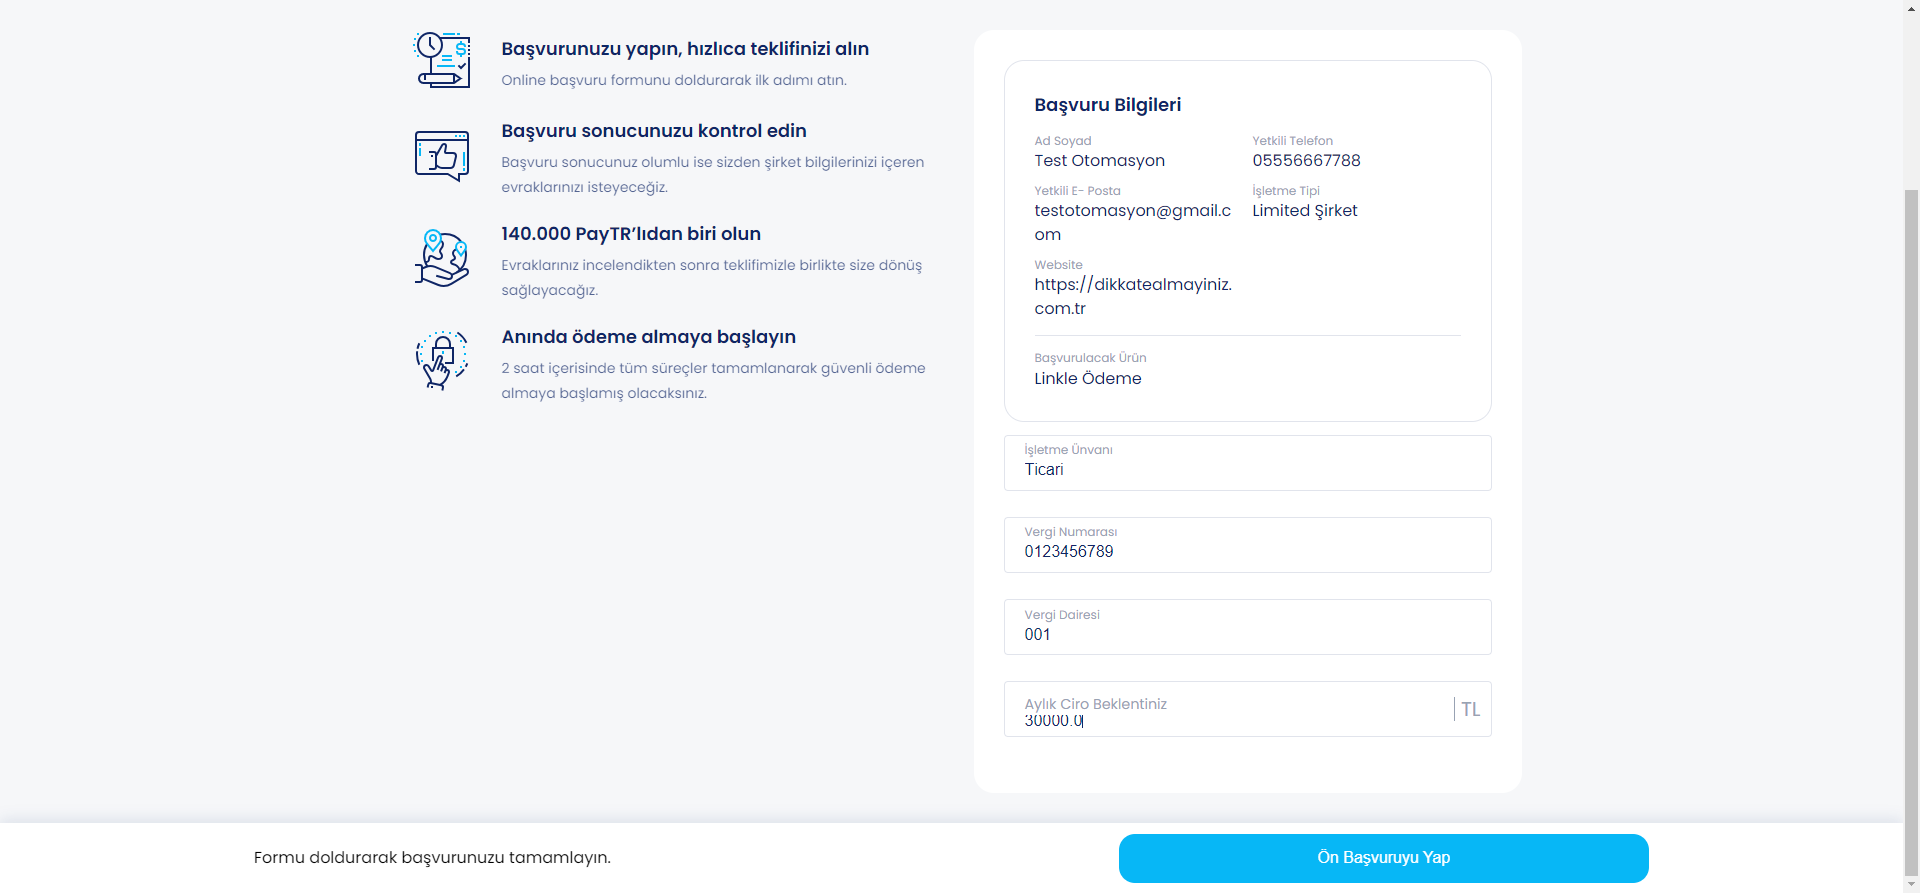 Başvurunuzu yapın, hızlıca teklifinizi alın
Online başvuru formunu doldurarak ilk adımı atın.
Başvuru sonucunuzu kontrol edin
Başvuru sonucunuz olumlu ise sizden şirket bilgilerinizi içeren
evraklarınızı isteyeceğiz.
140.000 PayTR’lıdan biri olun
Evraklarınız incelendikten sonra teklifimizle birlikte size dönüş
sağlayacağız.
Anında ödeme almaya başlayın
2 saat içerisinde tüm süreçler tamamlanarak güvenli ödeme
almaya başlamış olacaksınız.
Başvuru Bilgileri
Ad Soyad
Test Otomasyon
Yetkili Telefon
05556667788
Yetkili E- Posta
testotomasyon@gmail.c
om
İşletme Tipi
Limited Şirket
Website
https://dikkatealmayiniz.
com.tr
Başvurulacak Ürün
Linkle Ödeme
İşletme Ünvanı
Ticari
Vergi Numarası
0123456789
Vergi Dairesi
001
Aylık Ciro Beklentiniz
30000.0
TL
Formu doldurarak başvurunuzu tamamlayın.
Ön Başvuruyu Yap